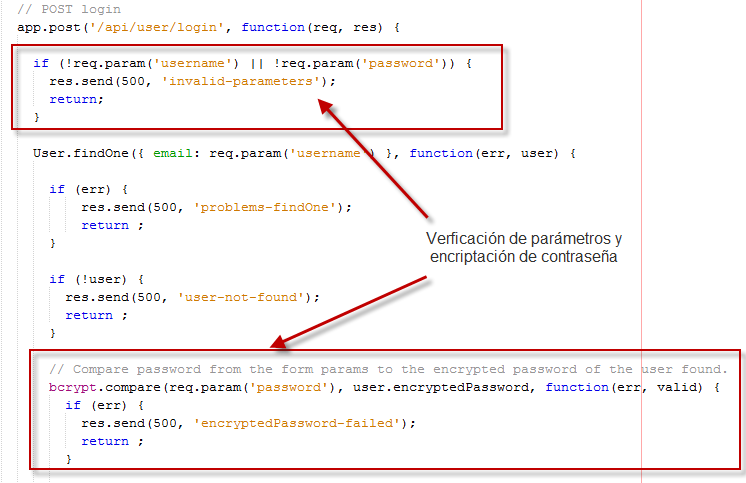 // POST login
app.post('/api/user/login', function(req, res) {
if (!req.param('username') || !req.param('password')) {
res.send(500, 'invalid-parameters');
return;
}
User.findOne({ email: req.param('username') }, function(err, user) {
if (err) {
res.send(500, 'problems-findOne');
return ;
}
if (!user) {
res.send(500, 'user-not-found');
return ;
}
Verficación de parámetros y
encriptación de contraseña
// Compare password from the form params to the encrypted password of the user found.
bcrypt.compare(req.param('password'), user.encryptedPassword, function(err, valid) {
if (err) {
res.send(500, 'encryptedPassword-failed');
return ;
}